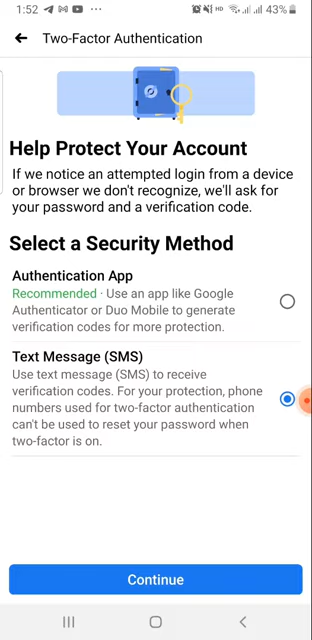 1:52
HD
43%
Two-Factor Authentication
Help Protect Your Account
If we notice an attempted login from a device
or browser we don't recognize, we'll ask for
your password and a verification code.
Select a Security Method
Authentication App
Recommended · Use an app like Google
Authenticator or Duo Mobile to generate
verification codes for more protection.
Text Message (SMS)
Use text message (SMS) to receive
verification codes. For your protection, phone
numbers used for two-factor authentication
can't be used to reset your password when
two-factor is on.
Continue